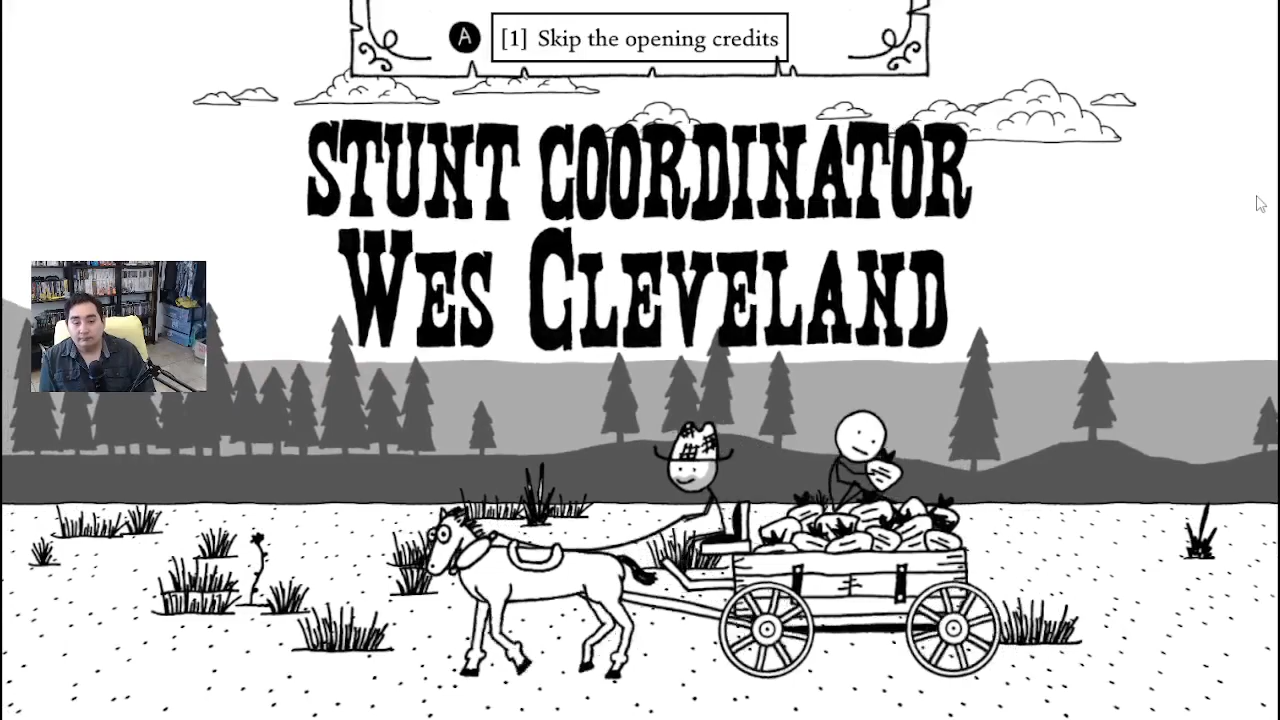 A [1] Skip the opening credits
STUNT COORDINATOR
WES CLEVELAND